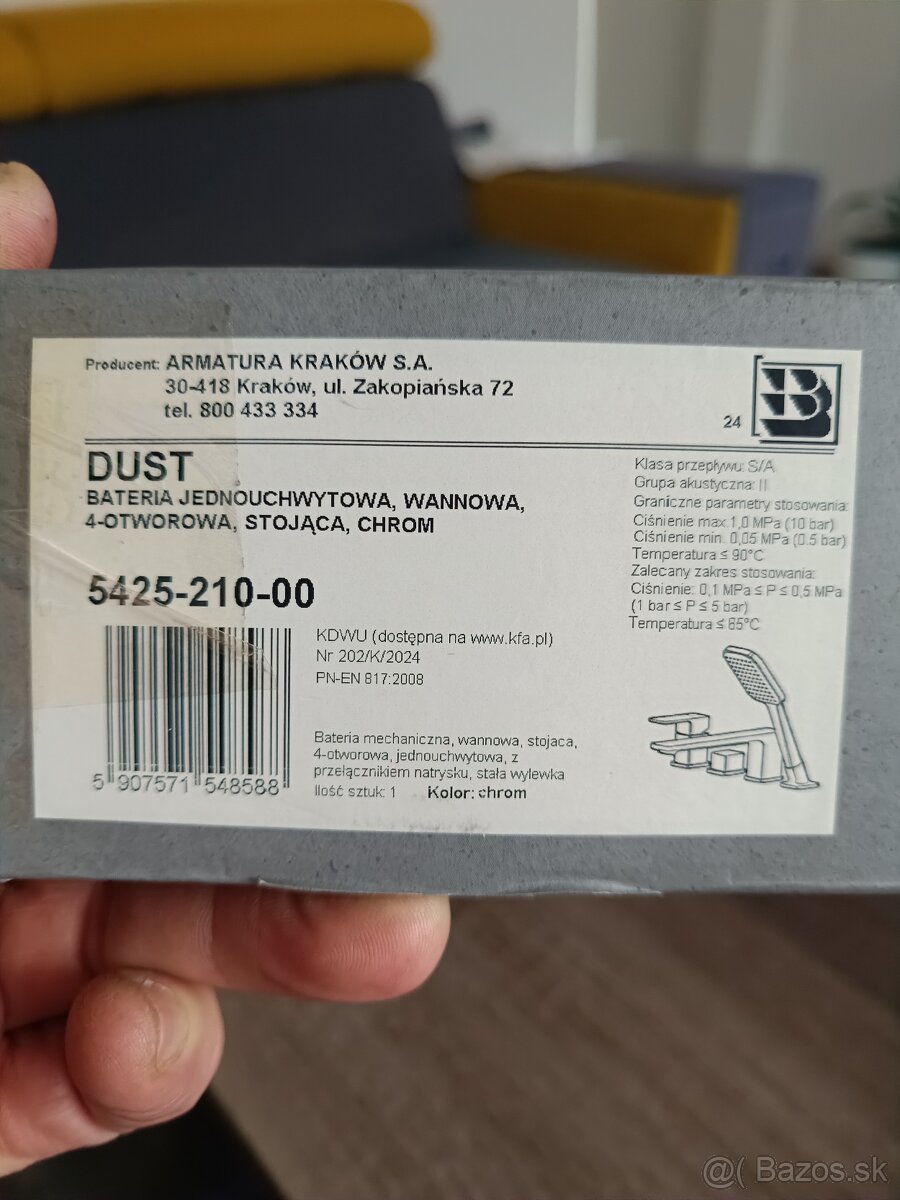 Producent: ARMATURA KRAKÓW S.A.
30-418 Kraków, ul. Zakopiańska 72
tel. 800 433 334
24
DUST
BATERIA JEDNOUCHWYTOWA, WANNOWA,
4-OTWOROWA, STOJĄCA, CHROM
5425-210-00
Klasa przepływu: S/A
Grupa akustyczna: II
Graniczne parametry stosowania:
Ciśnienie max.1,0 MPa (10 bar)
Ciśnienie min. 0,05 MPa (0.5 bar)
Temperatura ≤ 90°C
Zalecany zakres stosowania:
Ciśnienie: 0,1 MPa ≤ P ≤ 0,5 MPa
(1 bar ≤ P ≤ 5 bar)
Temperatura ≤ 65°C
KDWU (dostępna na www.kfa.pl)
Nr 202/K/2024
PN-EN 817:2008
Bateria mechaniczna, wannowa, stojaca,
4-otworowa, jednouchwytowa, z
przełącznikiem natrysku, stała wylewka
Ilość sztuk: 1 Kolor: chrom
5 907571 548588
@( Bazos.sk